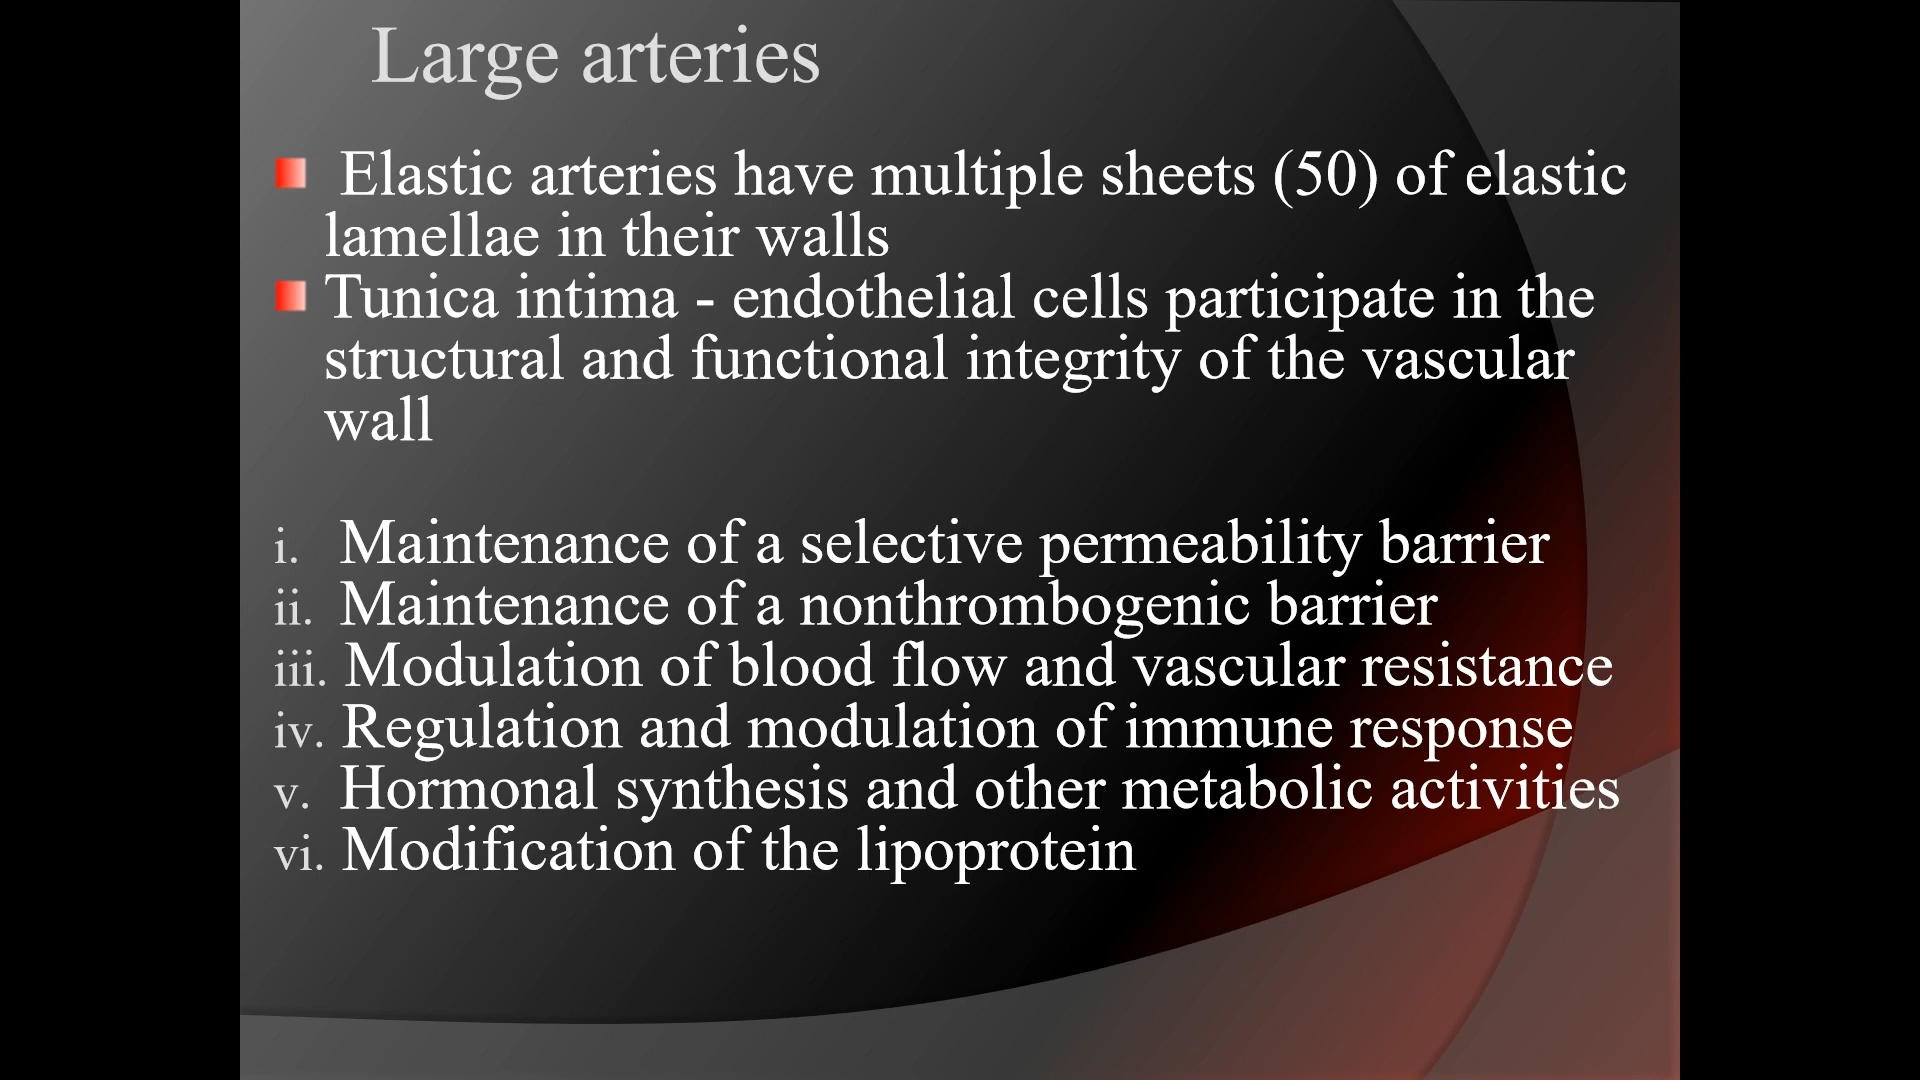 Large arteries
Elastic arteries have multiple sheets (50) of elastic
lamellae in their walls
Tunica intima - endothelial cells participate in the
structural and functional integrity of the vascular
wall
i. Maintenance of a selective permeability barrier
ii. Maintenance of a nonthrombogenic barrier
iii. Modulation of blood flow and vascular resistance
iv. Regulation and modulation of immune response
v. Hormonal synthesis and other metabolic activities
vi. Modification of the lipoprotein